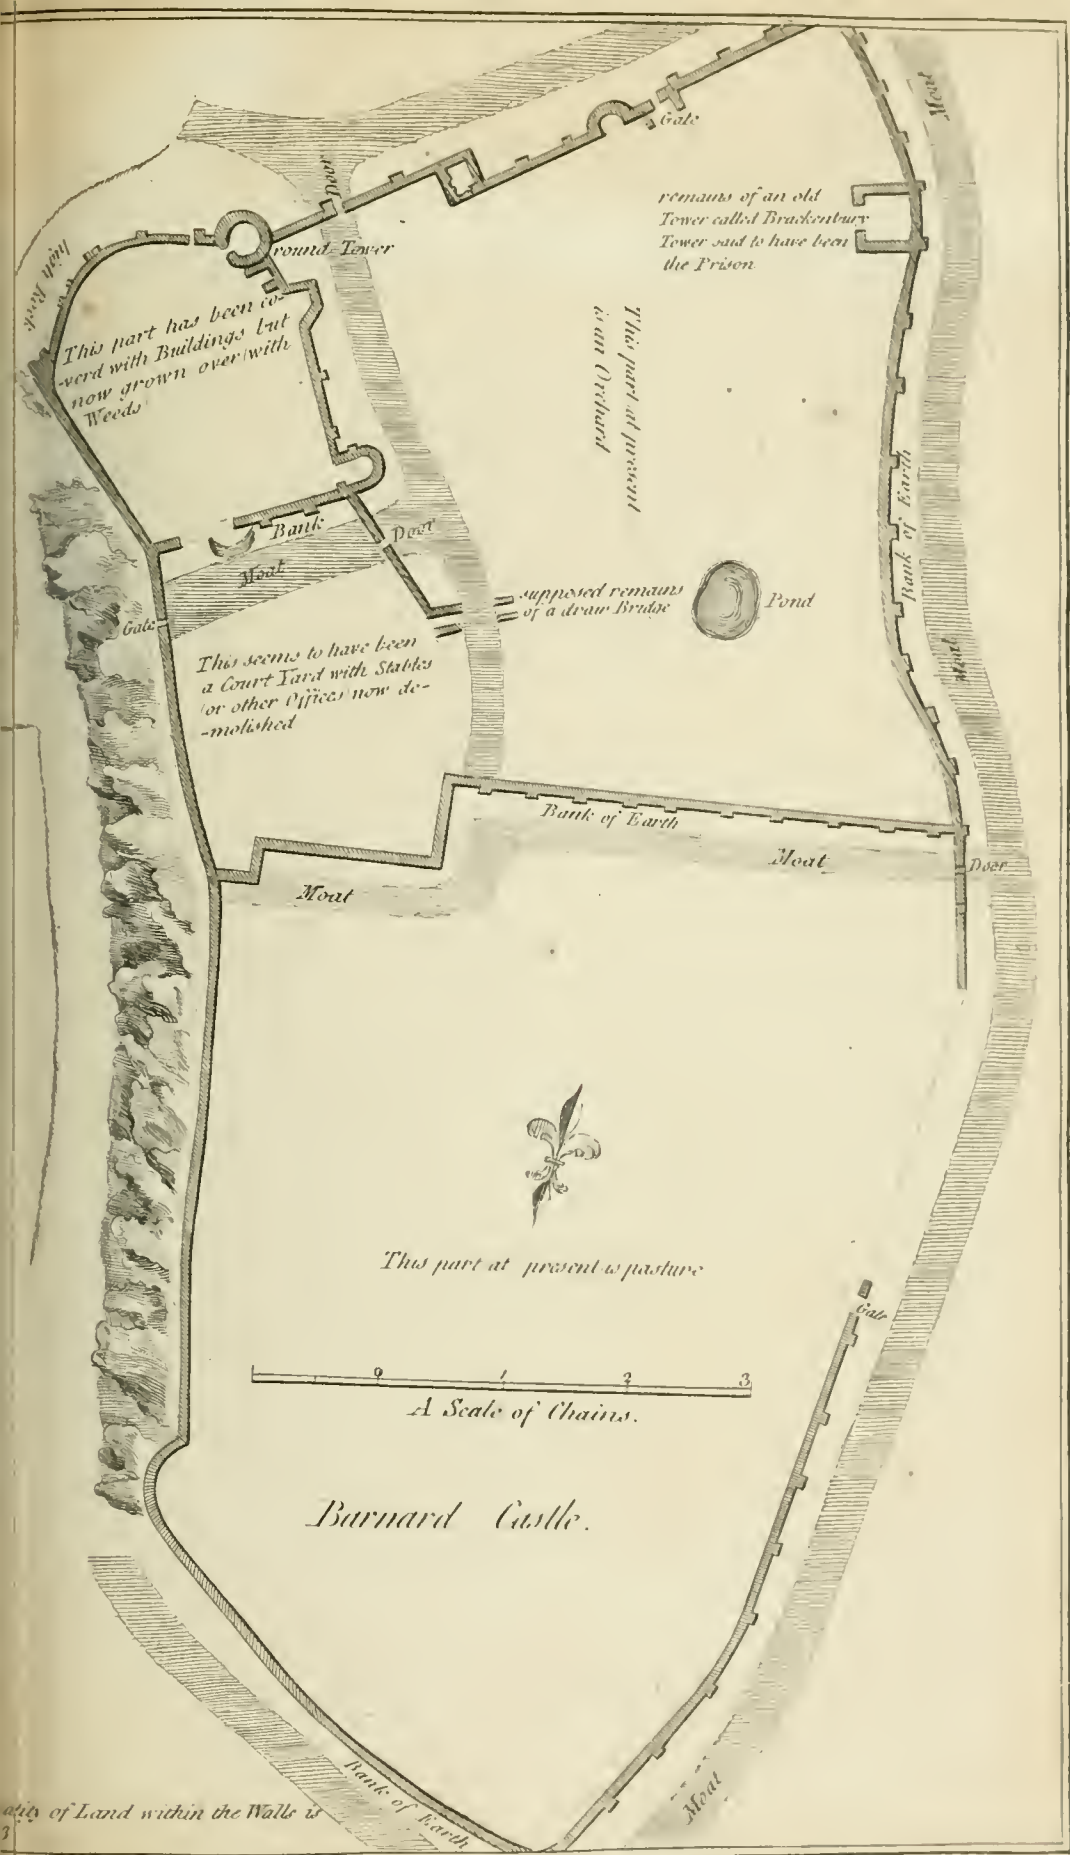 Gate
Moat
Door
remains of an old
Tower called Brackenbury
Tower said to have been
the Prison
round Tower
high Rock
This part has been co-
-verd with Buildings but
now grown over with
Weeds
This part at present
is an Orchard
Bank of Earth
Bank
Door
Moat
supposed remains
of a draw Bridge
Pond
Gate
This seems to have been
a Court Yard with Stables
or other Offices now de-
-molished
Moat
Bank of Earth
Moat
Door
Moat
This part at present is pasture
Gate
0 1 2 3
A Scale of Chains.
Barnard Castle.
Bank of Earth
Moat
of Land within the Walls is
3